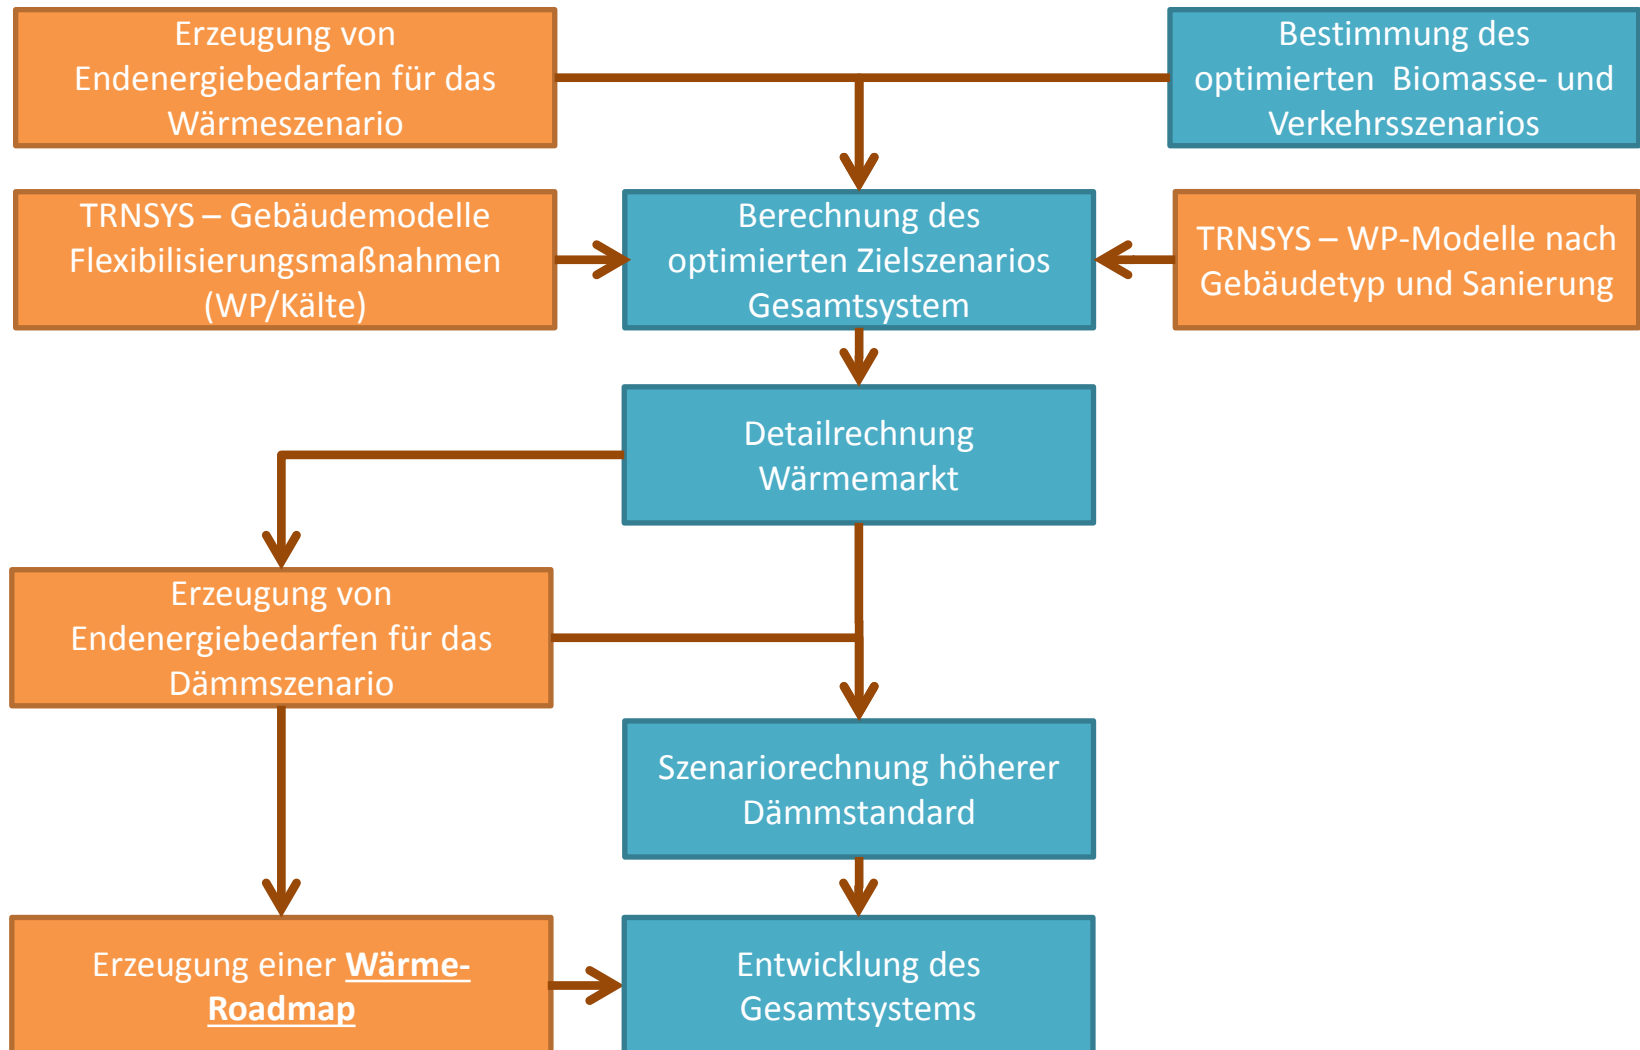 Erzeugung von
Endenergiebedarfen für das
Wärmeszenario
Bestimmung des
optimierten Biomasse- und
Verkehrsszenarios
TRNSYS – Gebäudemodelle
Flexibilisierungsmaßnahmen
(WP/Kälte)
Berechnung des
optimierten Zielszenarios
Gesamtsystem
TRNSYS – WP-Modelle nach
Gebäudetyp und Sanierung
Detailrechnung
Wärmemarkt
Erzeugung von
Endenergiebedarfen für das
Dämmszenario
Szenariorechnung höherer
Dämmstandard
Erzeugung einer Wärme-
Roadmap
Entwicklung des
Gesamtsystems